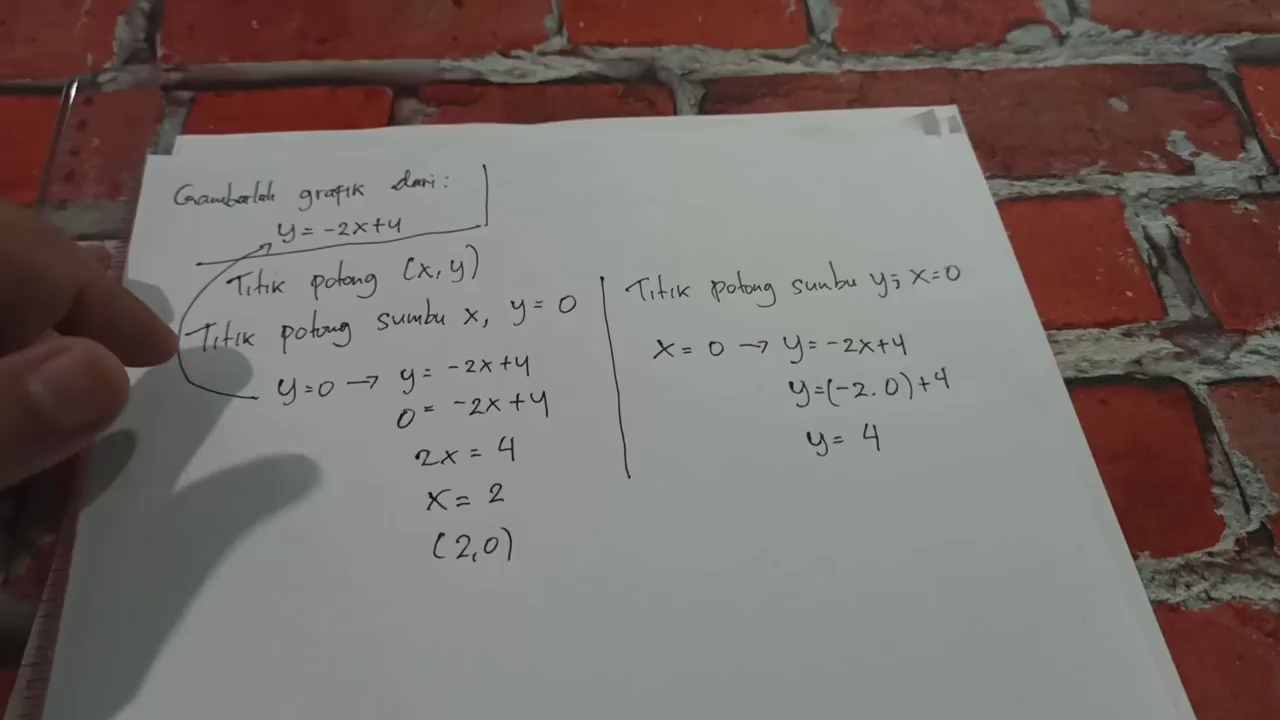 Gambarlah grafik dari:
y = -2x+4
Titik potong (x,y)
Titik potong sumbu x, y = 0
y=0 → y = -2x+4
0 = -2x+4
2x = 4
x = 2
(2,0)
Titik potong sumbu y; x=0
x = 0 → y = -2x+4
y=(-2.0)+4
y = 4